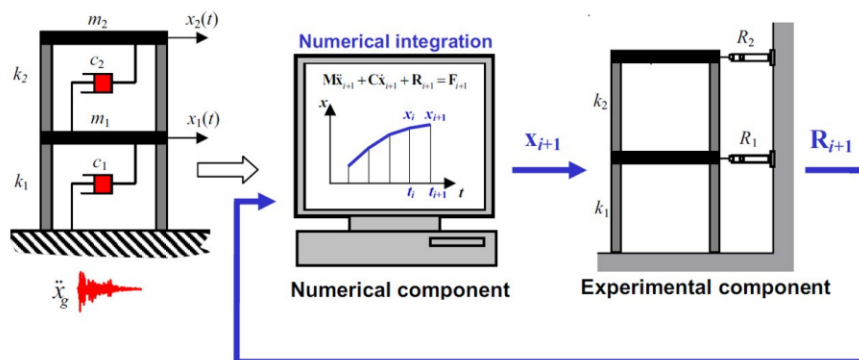 m₂
x₂(t)
c₂
k₂
m₁
x₁(t)
c₁
k₁
ẍg
Numerical integration
Mẍᵢ₊₁ + Cẋᵢ₊₁ + Rᵢ₊₁ = Fᵢ₊₁
x
xᵢ xᵢ₊₁
tᵢ tᵢ₊₁ t
Numerical component
xᵢ₊₁
R₂
k₂
R₁
k₁
Experimental component
Rᵢ₊₁